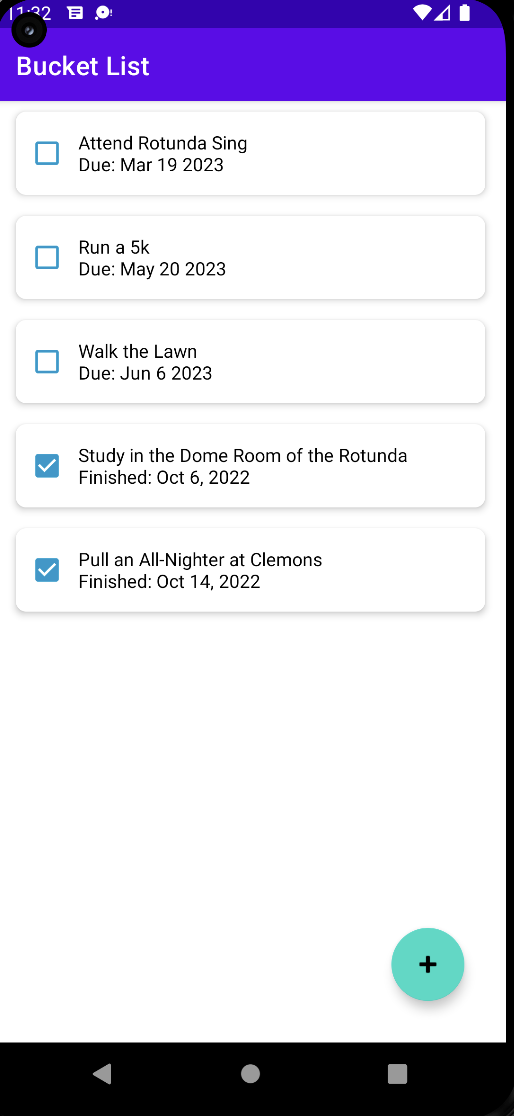 11:32
Bucket List
Attend Rotunda Sing
Due: Mar 19 2023
Run a 5k
Due: May 20 2023
Walk the Lawn
Due: Jun 6 2023
Study in the Dome Room of the Rotunda
Finished: Oct 6, 2022
Pull an All-Nighter at Clemons
Finished: Oct 14, 2022
+